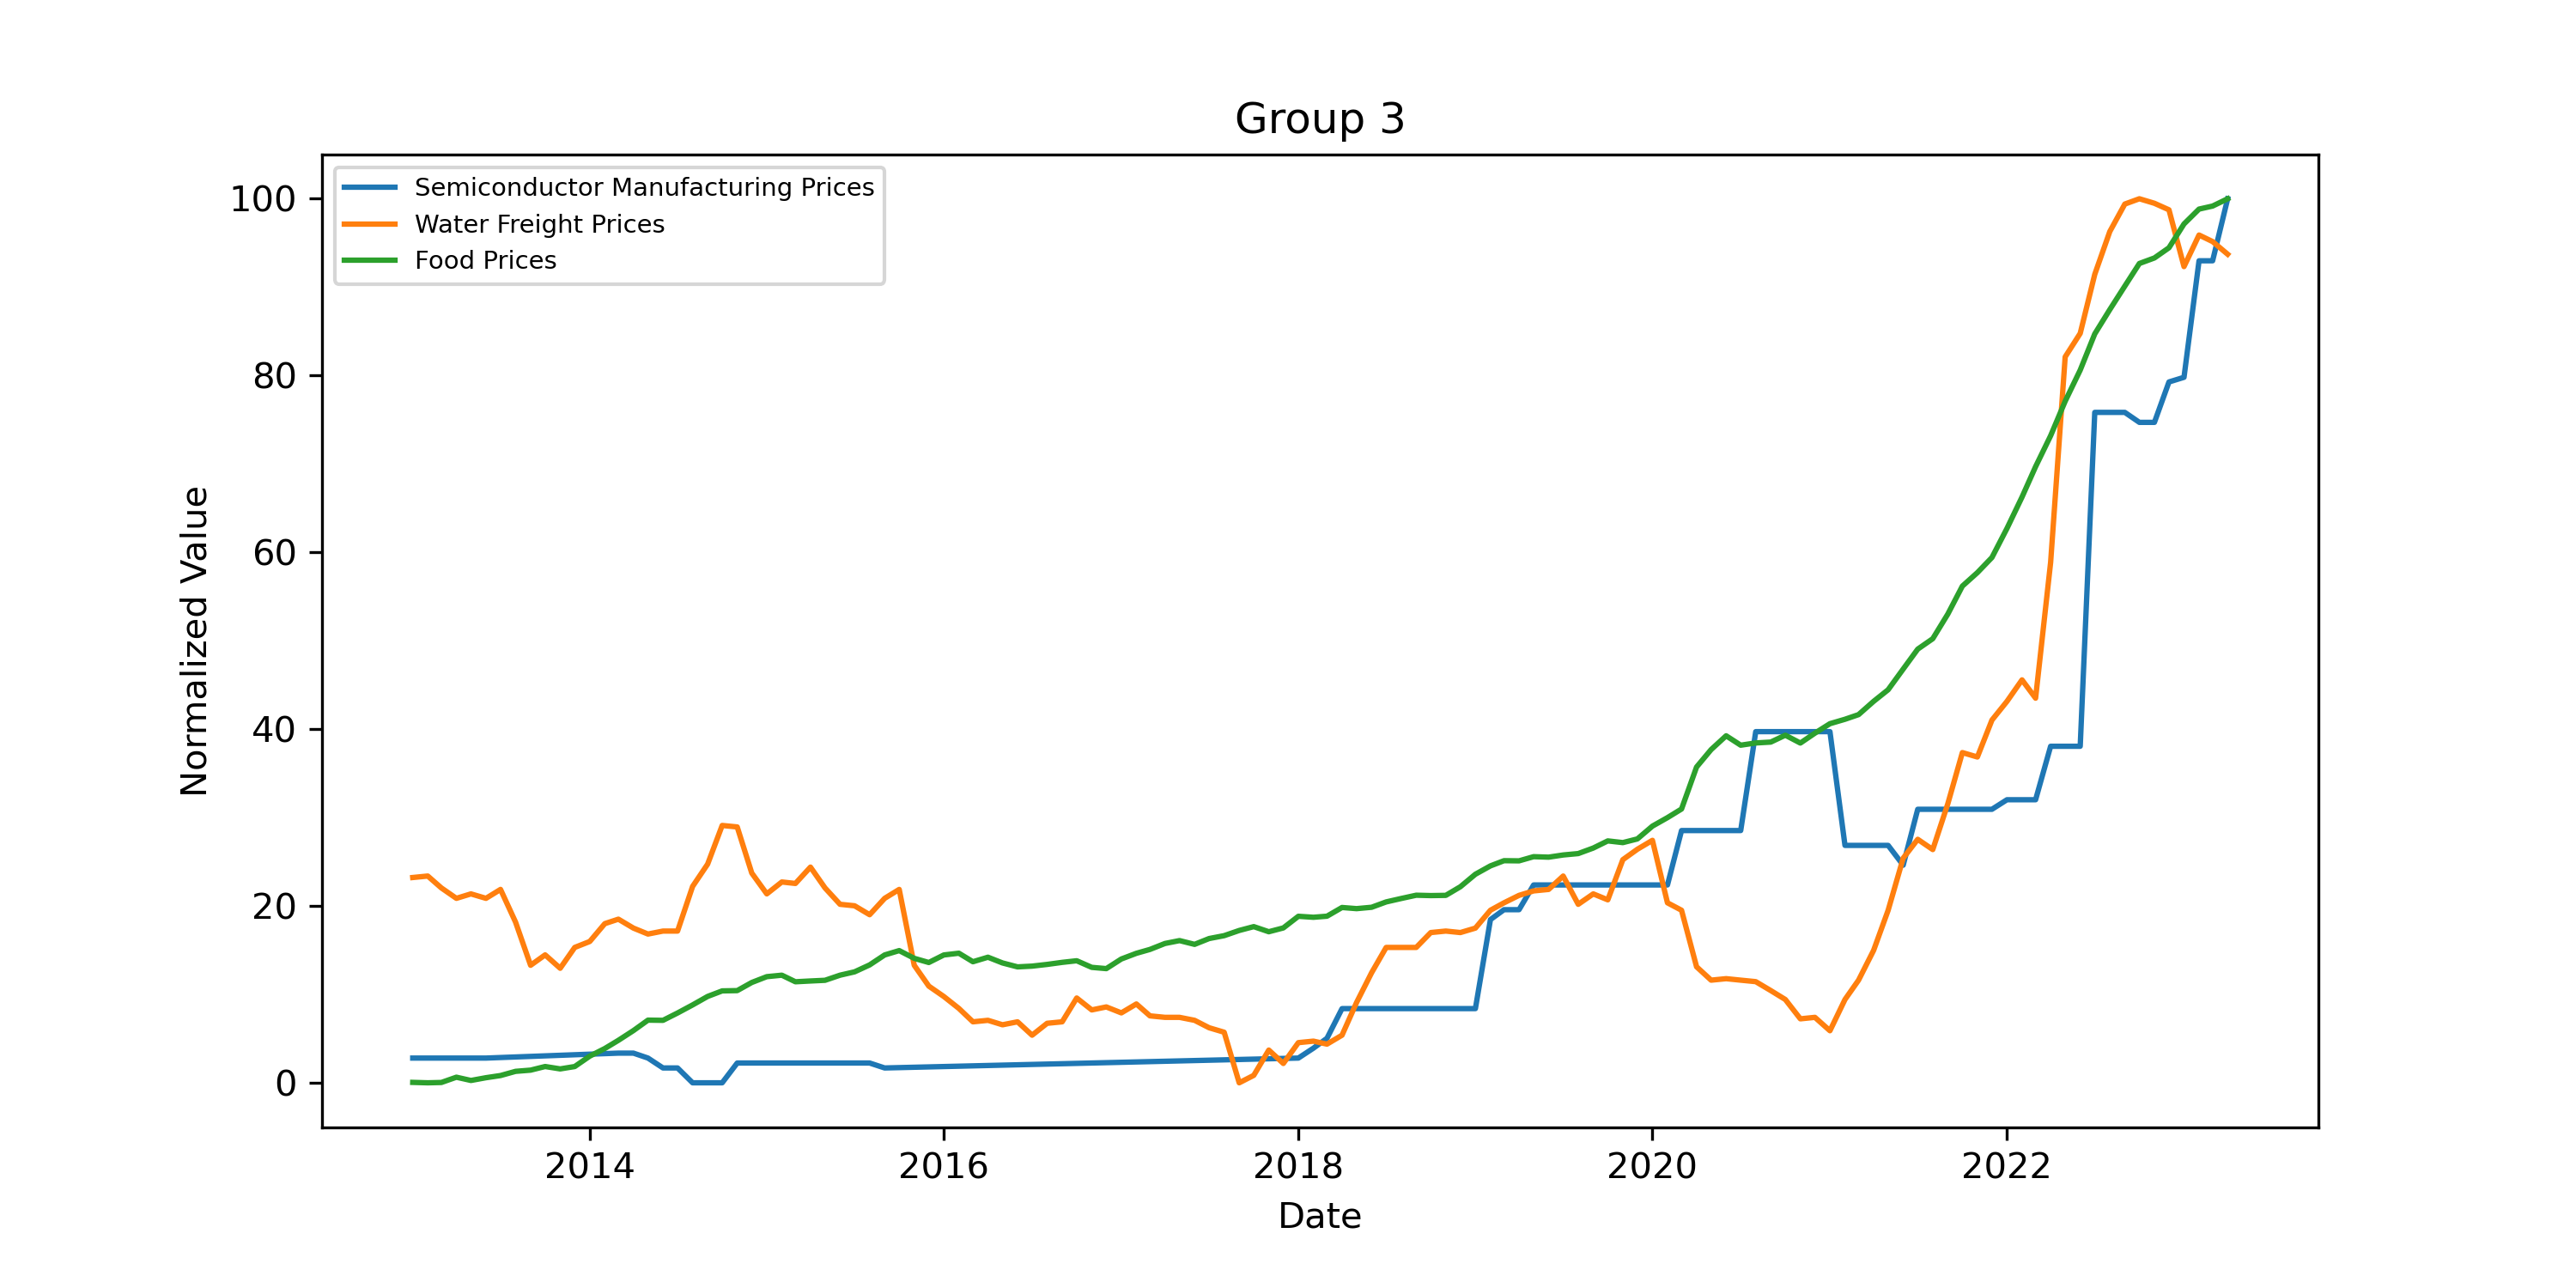 Group 3
Semiconductor Manufacturing Prices
Water Freight Prices
Food Prices
100
80
60
40
20
0
Normalized Value
2014 2016 2018 2020 2022
Date